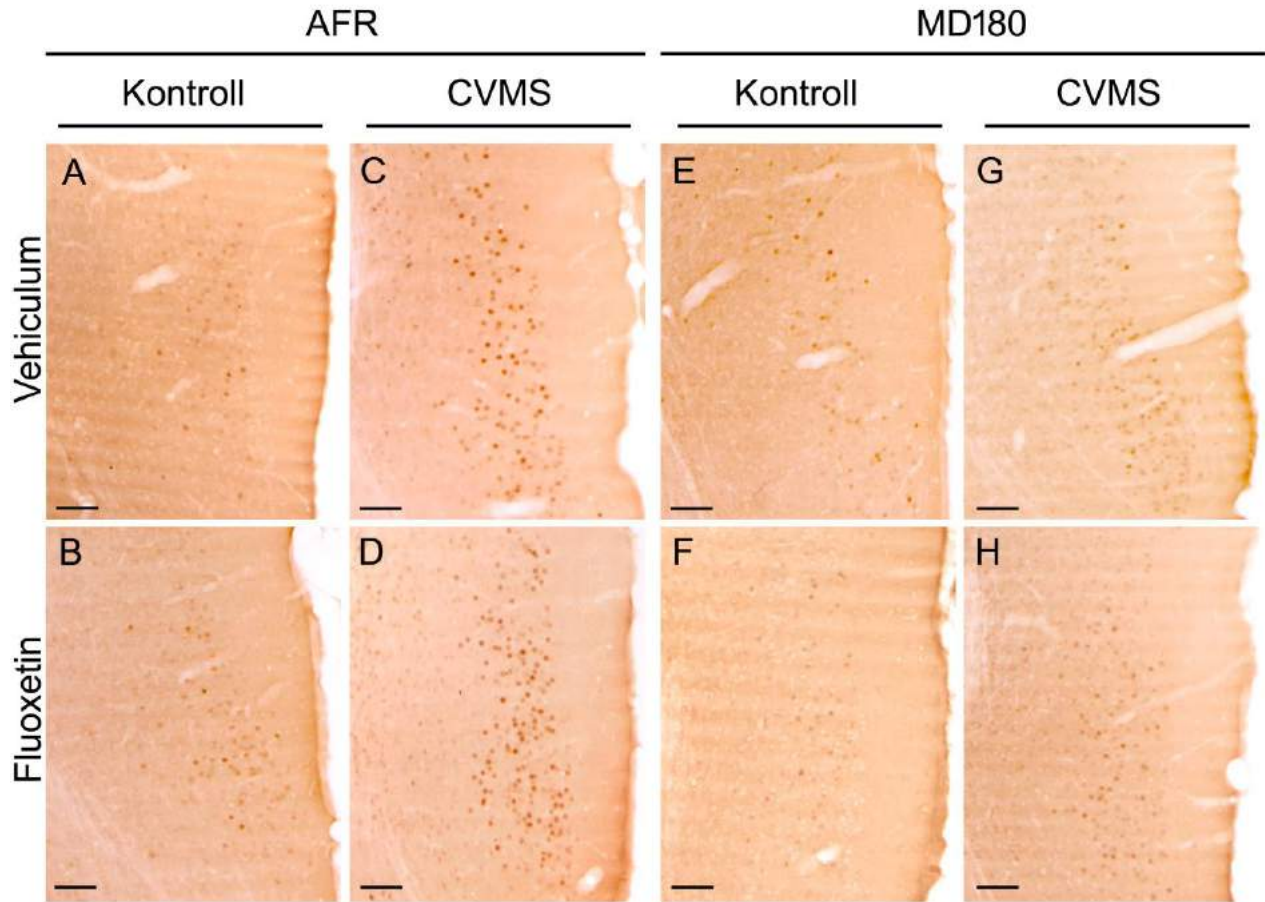 AFR MD180
Kontroll CVMS Kontroll CVMS
Vehiculum
A C E G
Fluoxetin
B D F H